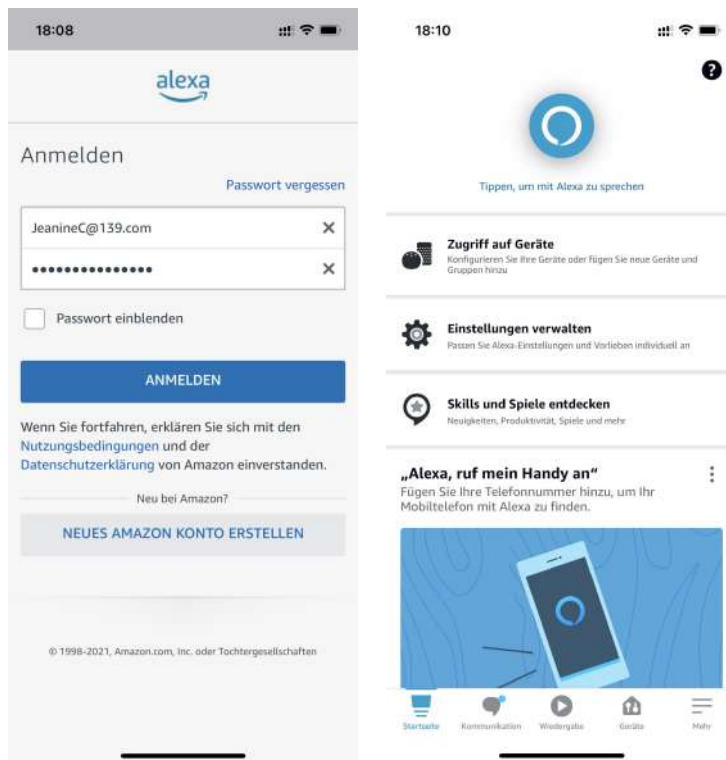 18:08
alexa
Anmelden
Passwort vergessen
JeanineC@139.com
Passwort einblenden
ANMELDEN
Wenn Sie fortfahren, erklären Sie sich mit den
Nutzungsbedingungen und der
Datenschutzerklärung von Amazon einverstanden.
Neu bei Amazon?
NEUES AMAZON KONTO ERSTELLEN
© 1998-2021, Amazon.com, Inc. oder Tochtergesellschaften
18:10
?
Tippen, um mit Alexa zu sprechen
Zugriff auf Geräte
Konfigurieren Sie Ihre Geräte oder fügen Sie neue Geräte und
Gruppen hinzu
Einstellungen verwalten
Passen Sie Alexa-Einstellungen und Vorlieben individuell an
Skills und Spiele entdecken
Neuigkeiten, Produktivität, Spiele und mehr
„Alexa, ruf mein Handy an“
Fügen Sie Ihre Telefonnummer hinzu, um Ihr
Mobiltelefon mit Alexa zu finden.
Startseite Kommunikation Wiedergabe Geräte Mehr